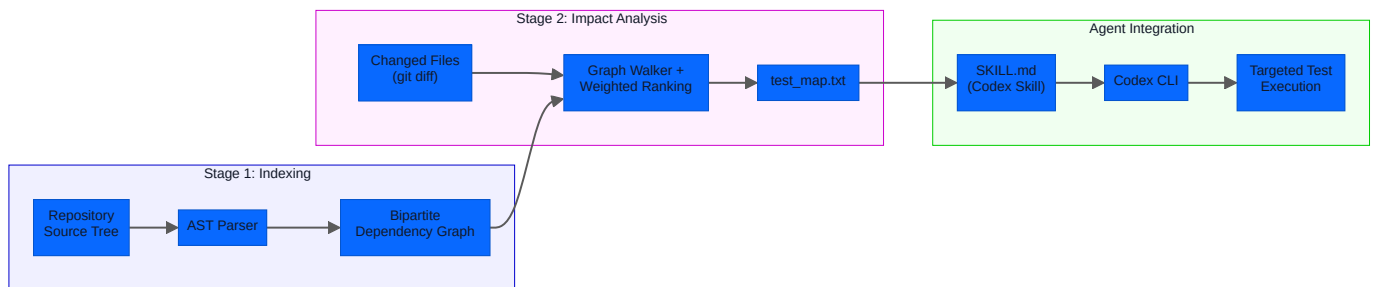 Stage 2: Impact Analysis
Changed Files
(git diff)
Graph Walker +
Weighted Ranking
test_map.txt
Agent Integration
SKILL.md
(Codex Skill)
Codex CLI
Targeted Test
Execution
Stage 1: Indexing
Repository
Source Tree
AST Parser
Bipartite
Dependency Graph